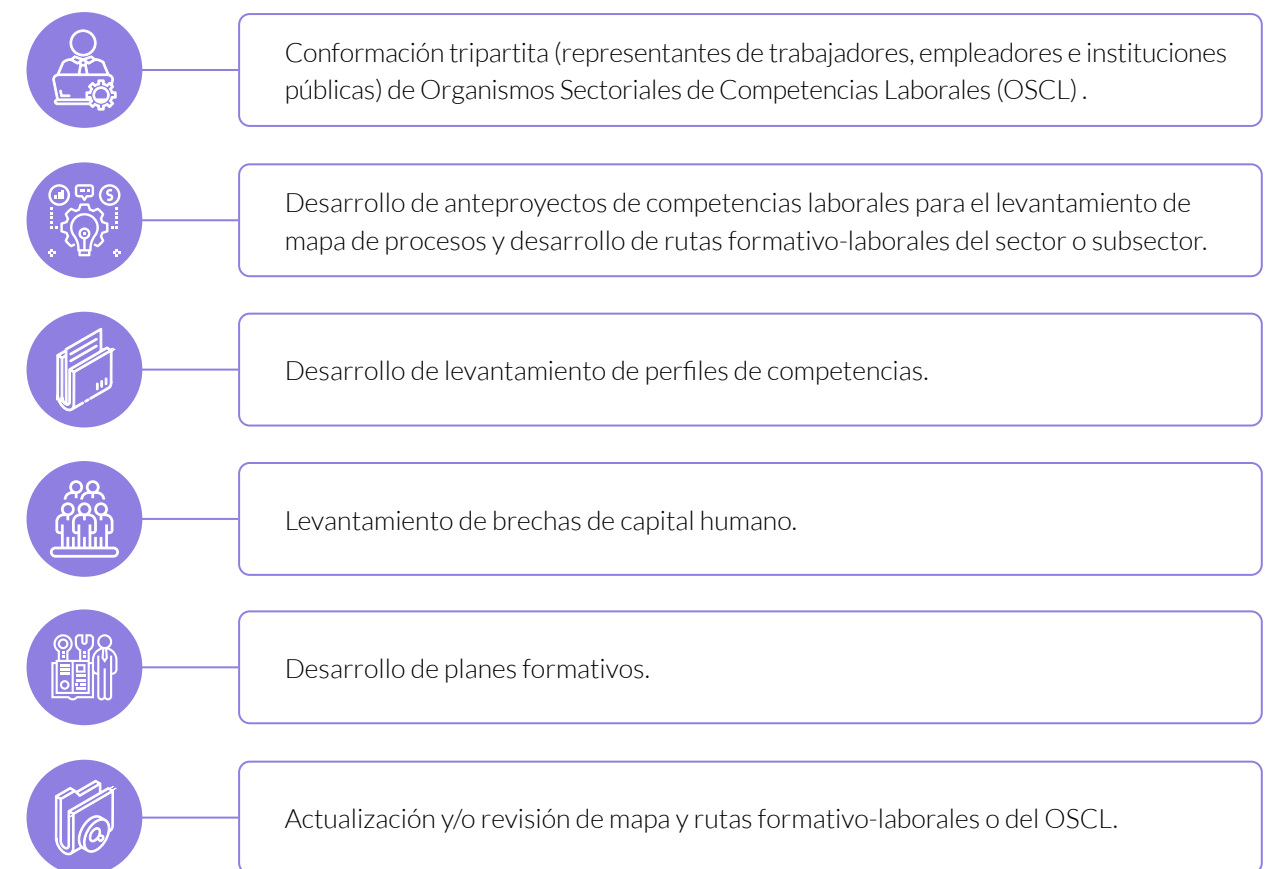 Conformación tripartita (representantes de trabajadores, empleadores e instituciones
públicas) de Organismos Sectoriales de Competencias Laborales (OSCL) .
Desarrollo de anteproyectos de competencias laborales para el levantamiento de
mapa de procesos y desarrollo de rutas formativo-laborales del sector o subsector.
Desarrollo de levantamiento de perfiles de competencias.
Levantamiento de brechas de capital humano.
Desarrollo de planes formativos.
Actualización y/o revisión de mapa y rutas formativo-laborales o del OSCL.